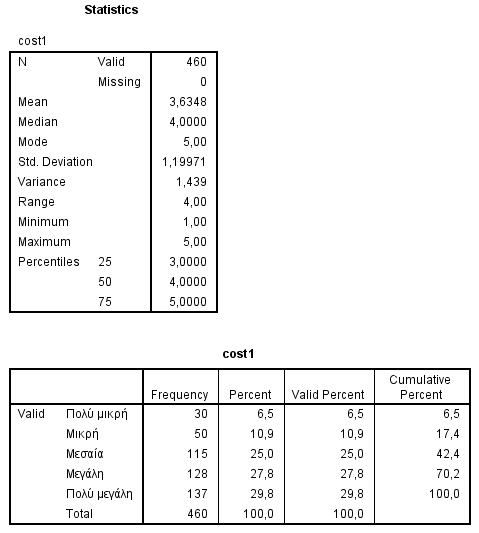 Statistics
cost1
N Valid 460
Missing 0
Mean 3,6348
Median 4,0000
Mode 5,00
Std. Deviation 1,19971
Variance 1,439
Range 4,00
Minimum 1,00
Maximum 5,00
Percentiles 25 3,0000
50 4,0000
75 5,0000
cost1
Frequency Percent Valid Percent Cumulative Percent
Valid Πολύ μικρή 30 6,5 6,5 6,5
Μικρή 50 10,9 10,9 17,4
Μεσαία 115 25,0 25,0 42,4
Μεγάλη 128 27,8 27,8 70,2
Πολύ μεγάλη 137 29,8 29,8 100,0
Total 460 100,0 100,0